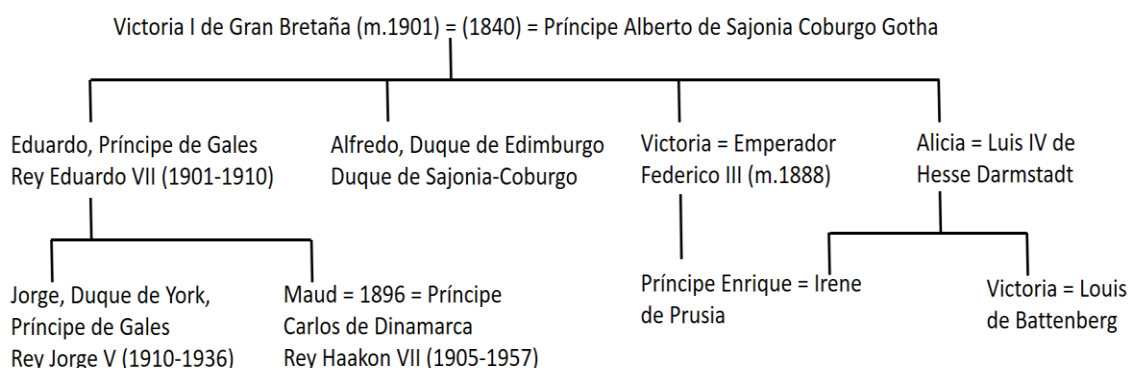 Victoria I de Gran Bretaña (m.1901) = (1840) = Príncipe Alberto de Sajonia Coburgo Gotha
Eduardo, Príncipe de Gales
Rey Eduardo VII (1901-1910)
Alfredo, Duque de Edimburgo
Duque de Sajonia-Coburgo
Victoria = Emperador
Federico III (m.1888)
Alicia = Luis IV de
Hesse Darmstadt
Jorge, Duque de York,
Príncipe de Gales
Rey Jorge V (1910-1936)
Maud = 1896 = Príncipe
Carlos de Dinamarca
Rey Haakon VII (1905-1957)
Príncipe Enrique = Irene
de Prusia
Victoria = Louis
de Battenberg